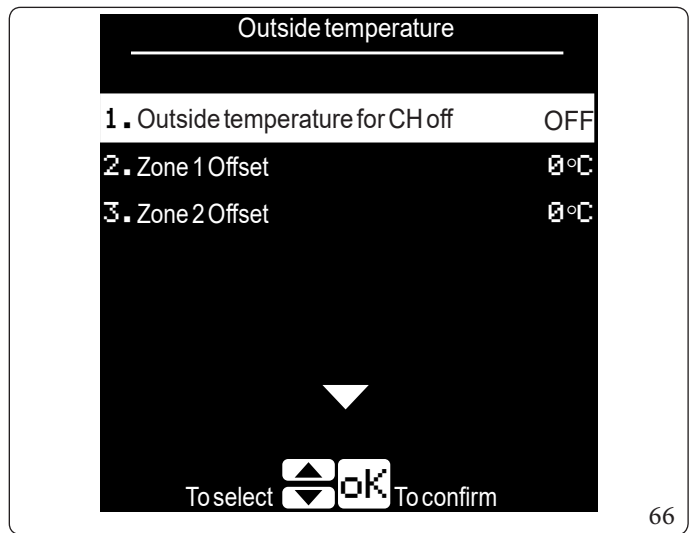 Outside temperature
1. Outside temperature for CH off OFF
2. Zone 1 Offset 0°C
3. Zone 2 Offset 0°C
To select oK To confirm
66